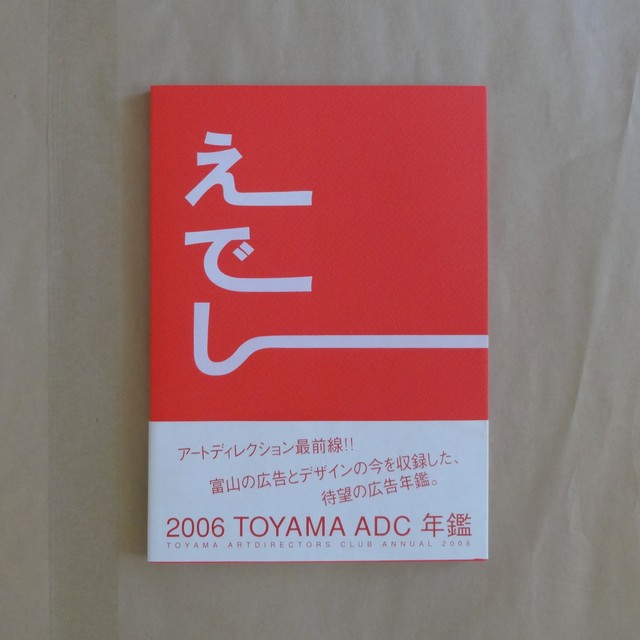 え
で
し
アートディレクション最前線!!
富山の広告とデザインの今を収録した、
待望の広告年鑑。
2006 TOYAMA ADC 年鑑
TOYAMA ARTDIRECTORS CLUB ANNUAL 2006